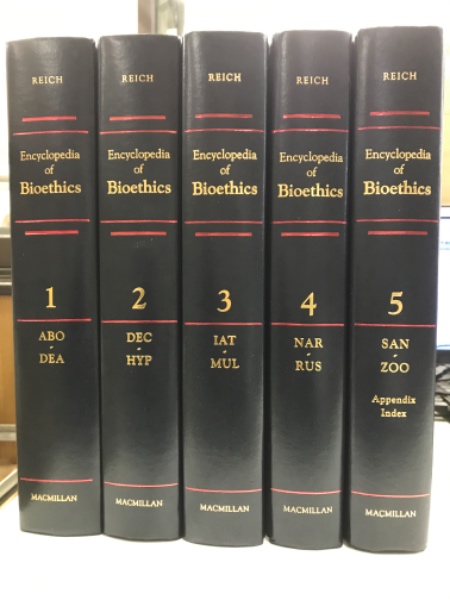 REICH
Encyclopedia
of
Bioethics
1
ABO
-
DEA
MACMILLAN
REICH
Encyclopedia
of
Bioethics
2
DEC
-
HYP
MACMILLAN
REICH
Encyclopedia
of
Bioethics
3
IAT
-
MUL
MACMILLAN
REICH
Encyclopedia
of
Bioethics
4
NAR
-
RUS
MACMILLAN
REICH
Encyclopedia
of
Bioethics
5
SAN
-
ZOO
Appendix
Index
MACMILLAN